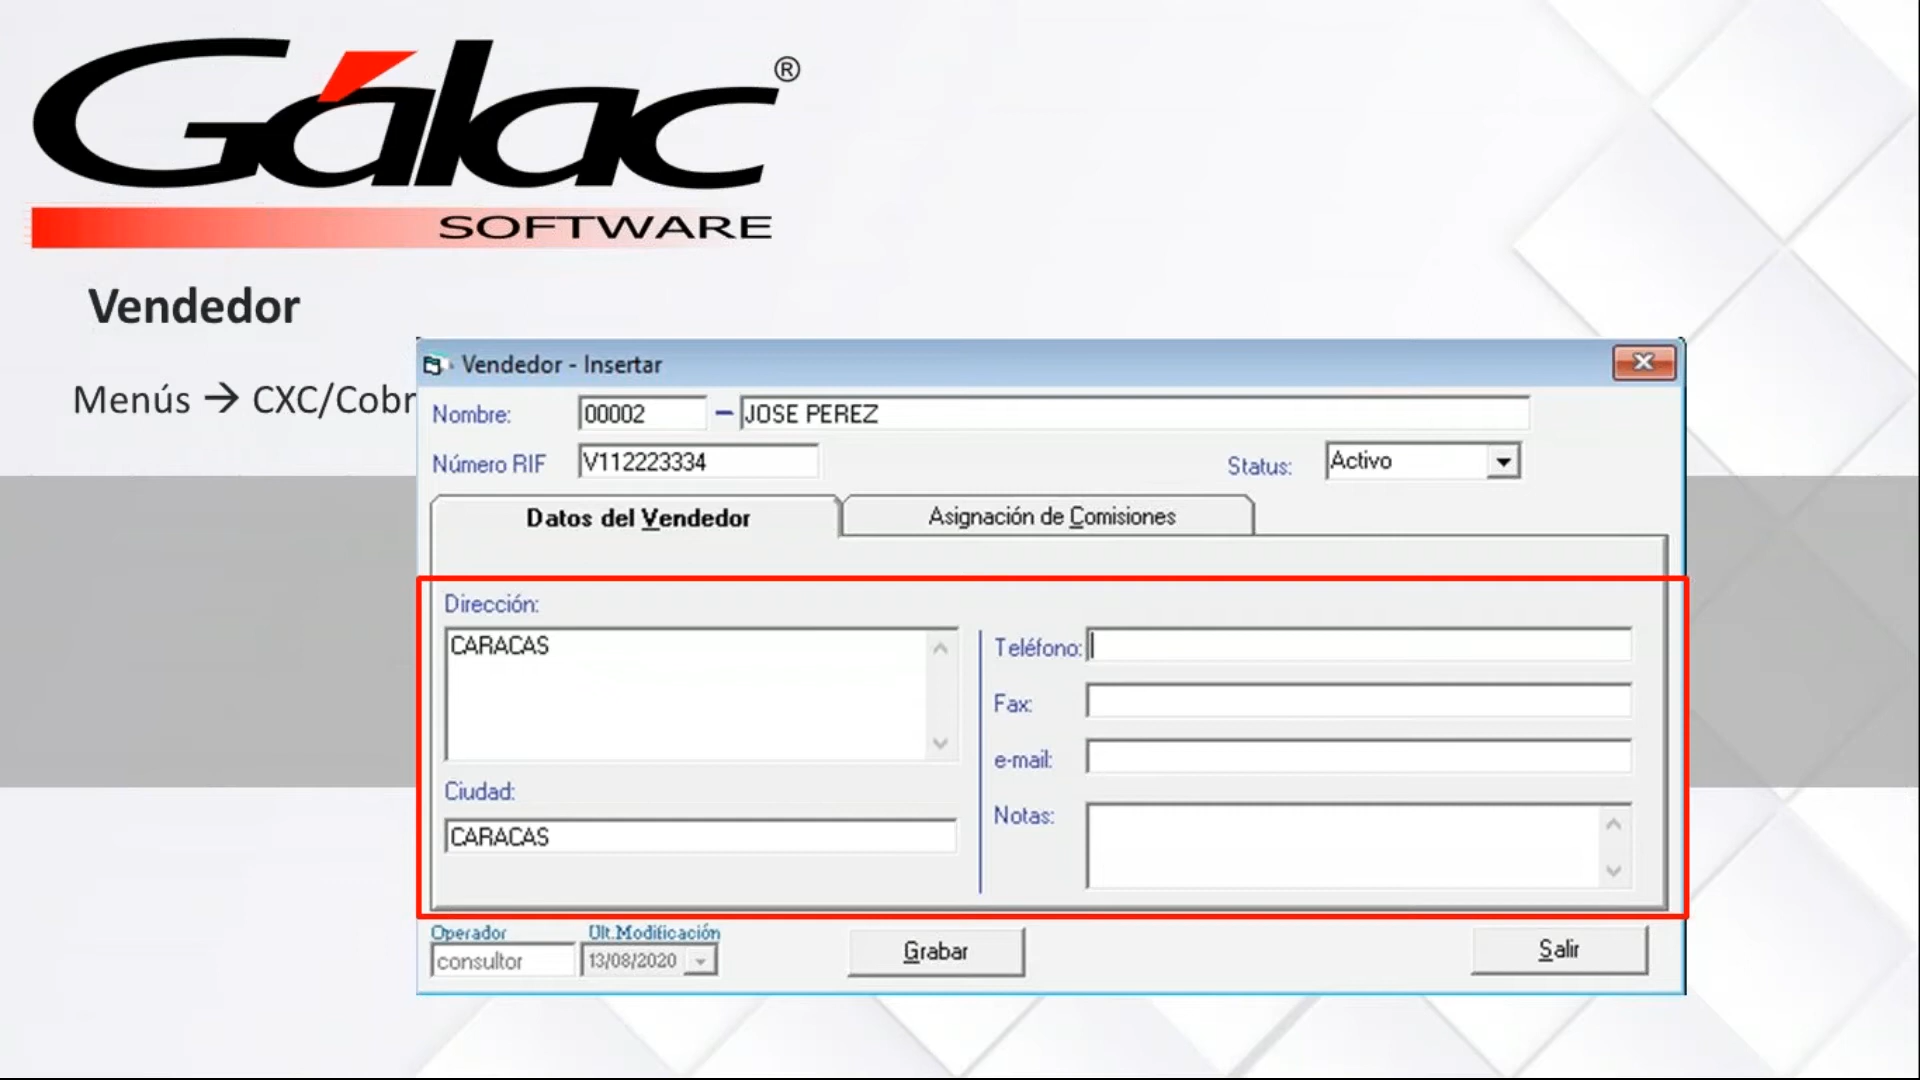 Gálac®
SOFTWARE
Vendedor
Menús → CXC/Cobr
Vendedor - Insertar
Nombre: 00002 – JOSE PEREZ
Número RIF V112223334 Status: Activo
Datos del Vendedor Asignación de Comisiones
Dirección:
CARACAS
Ciudad:
CARACAS
Teléfono:
Fax:
e-mail:
Notas:
Operador Ult.Modificación
consultor 13/08/2020 Grabar Salir